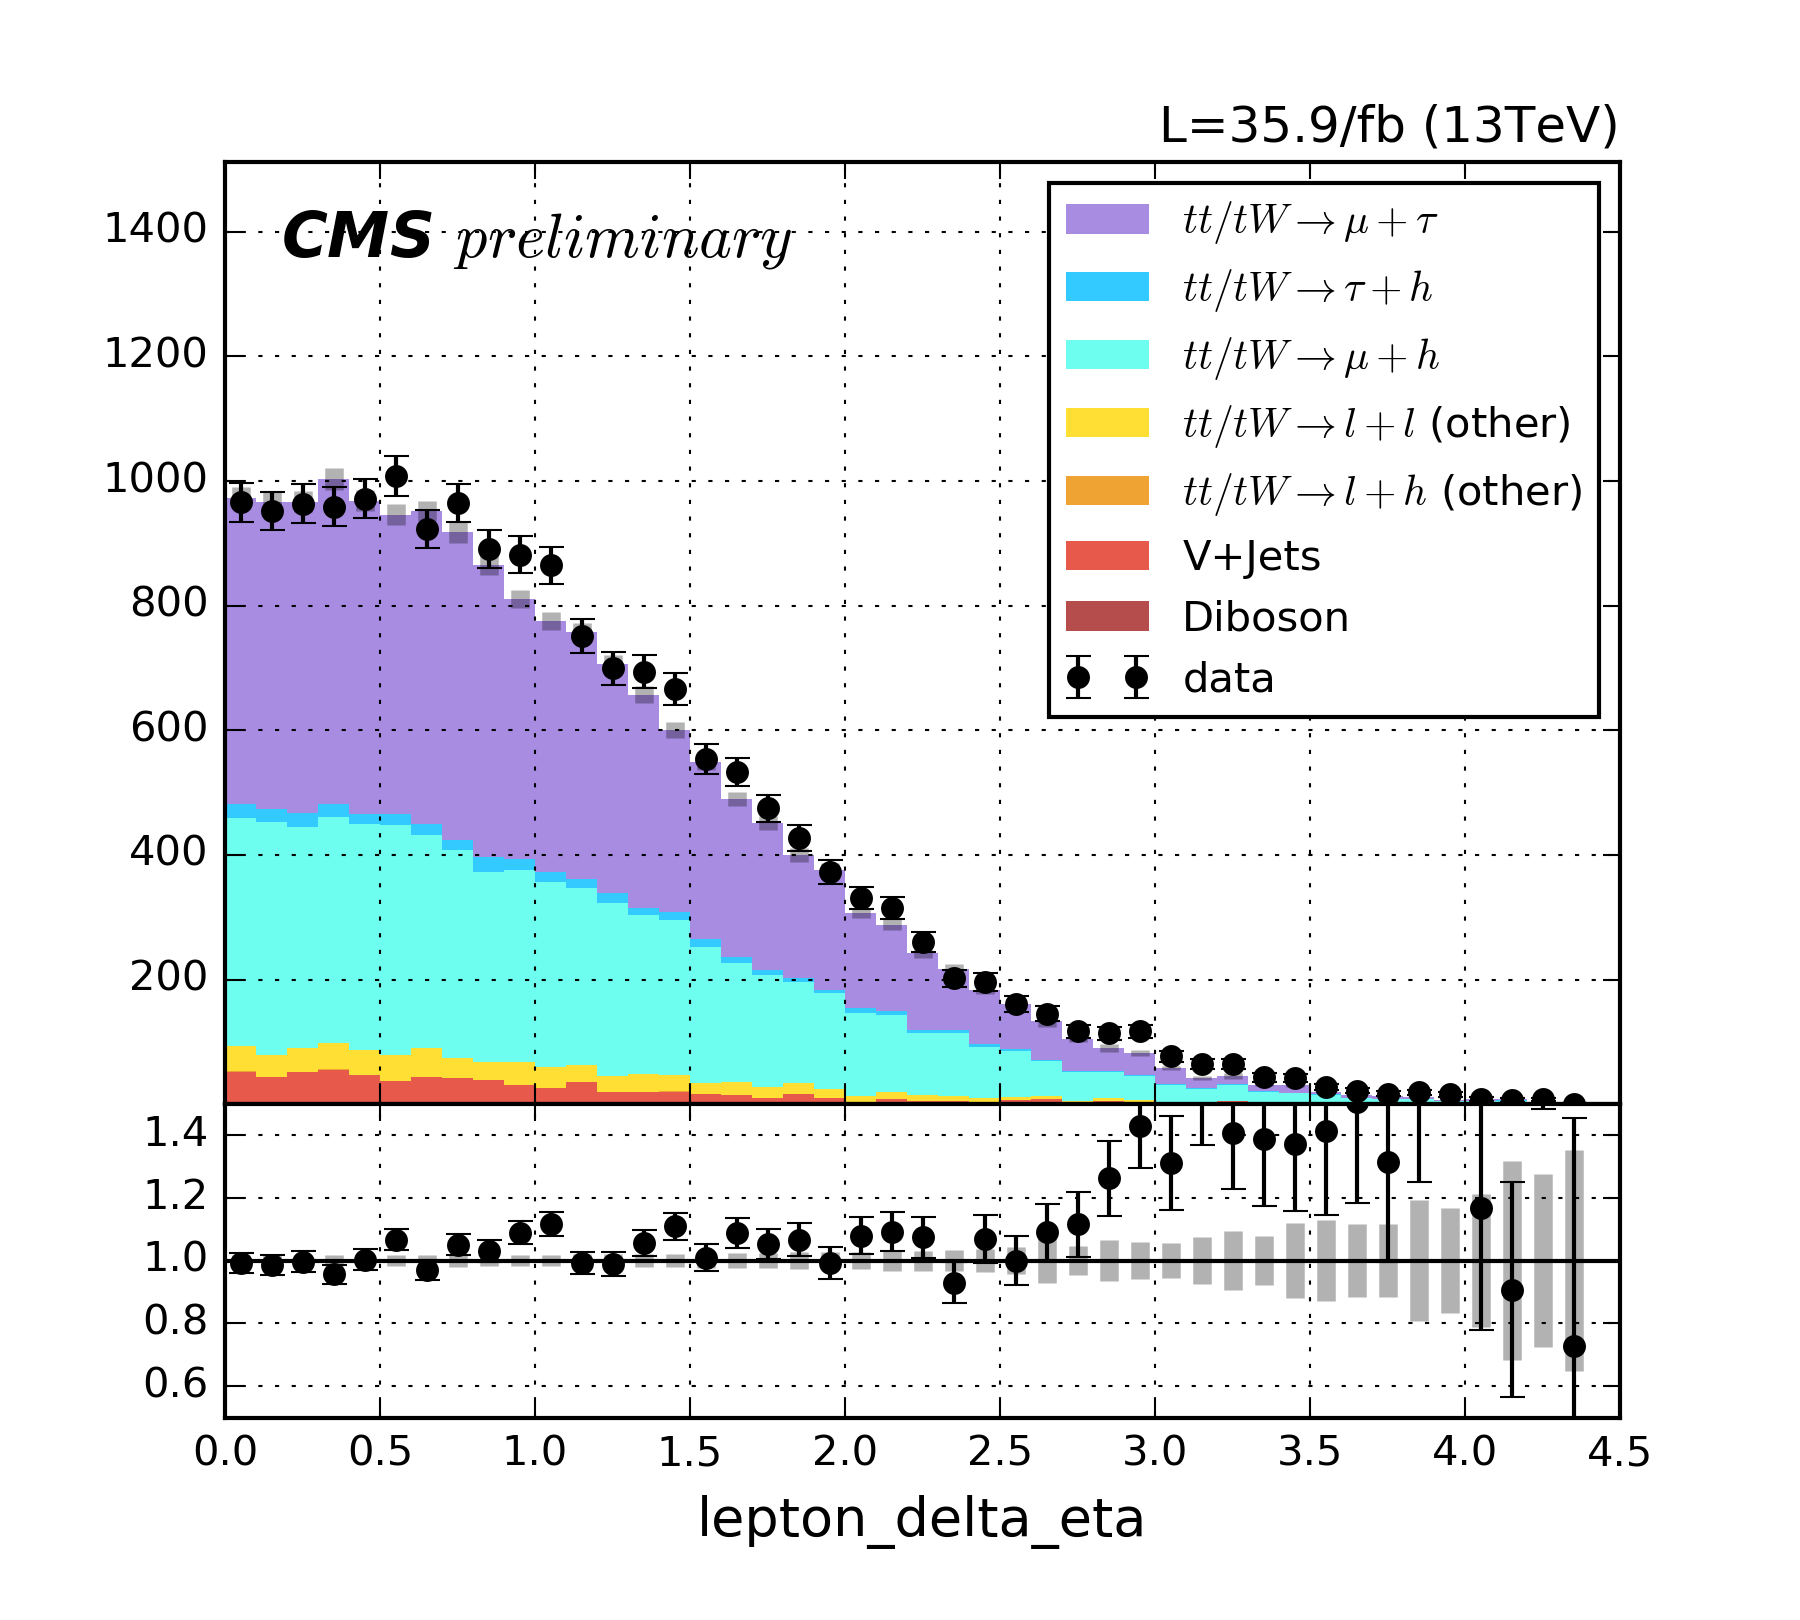 L=35.9/fb (13TeV)
CMS preliminary
1400
1200
1000
800
600
400
200
tt/tW→μ+τ
tt/tW→τ+h
tt/tW→μ+h
tt/tW→l+l (other)
tt/tW→l+h (other)
V+Jets
Diboson
data
1.4
1.2
1.0
0.8
0.6
0.0 0.5 1.0 1.5 2.0 2.5 3.0 3.5 4.0 4.5
lepton_delta_eta